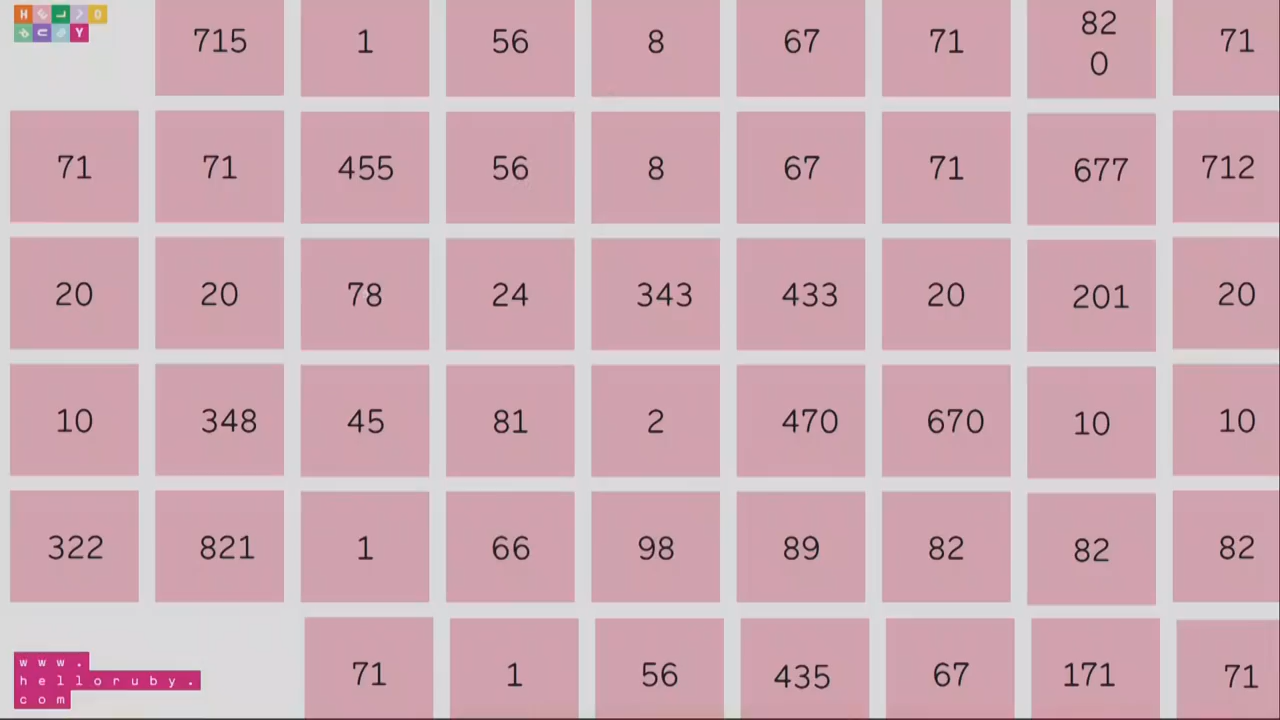 HELLO
RUBY
715 1 56 8 67 71 82 71
0
71 71 455 56 8 67 71 677 712
20 20 78 24 343 433 20 201 20
10 348 45 81 2 470 670 10 10
322 821 1 66 98 89 82 82 82
71 1 56 435 67 171 71
www.
helloruby.
com